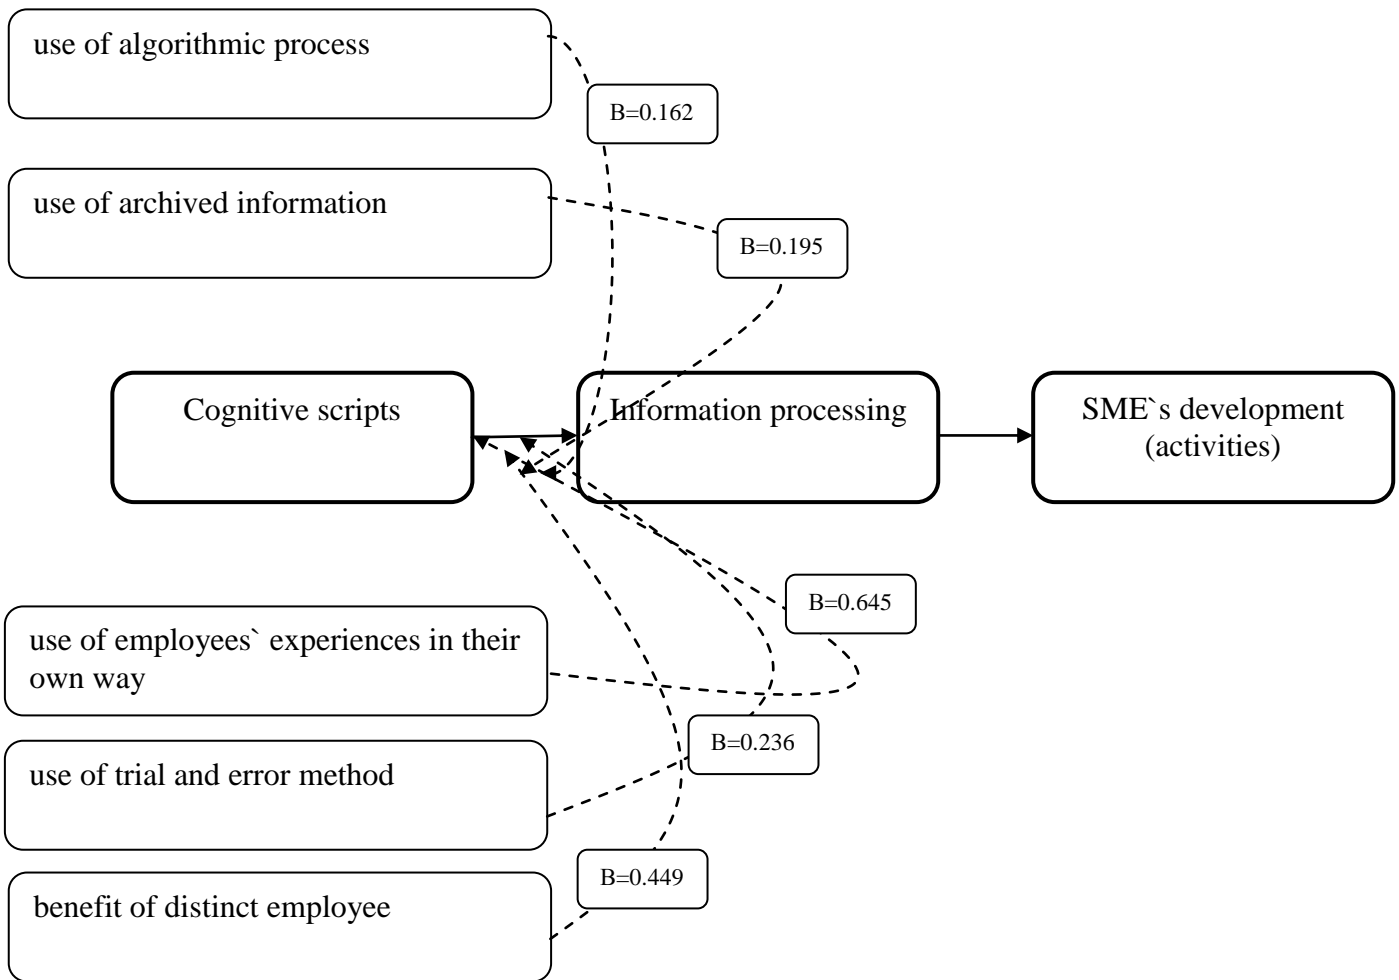 use of algorithmic process
B=0.162
use of archived information
B=0.195
Cognitive scripts
Information processing
SME`s development
(activities)
B=0.645
use of employees` experiences in their
own way
B=0.236
use of trial and error method
B=0.449
benefit of distinct employee